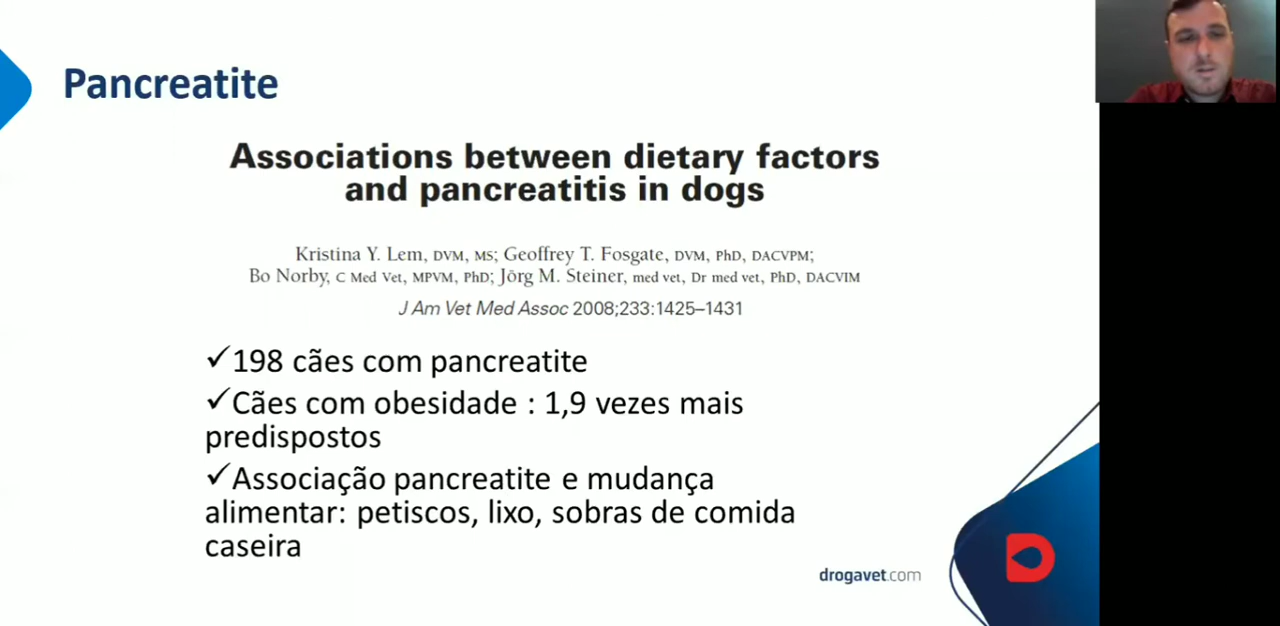 Pancreatite
Associations between dietary factors
and pancreatitis in dogs
Kristina Y. Lem, DVM, MS; Geoffrey T. Fosgate, DVM, PhD, DACVPM;
Bo Norby, C Med Vet, MPVM, PhD; Jörg M. Steiner, med vet, Dr med vet, PhD, DACVIM
J Am Vet Med Assoc 2008;233:1425–1431
✓198 cães com pancreatite
✓Cães com obesidade : 1,9 vezes mais
predispostos
✓Associação pancreatite e mudança
alimentar: petiscos, lixo, sobras de comida
caseira
drogavet.com